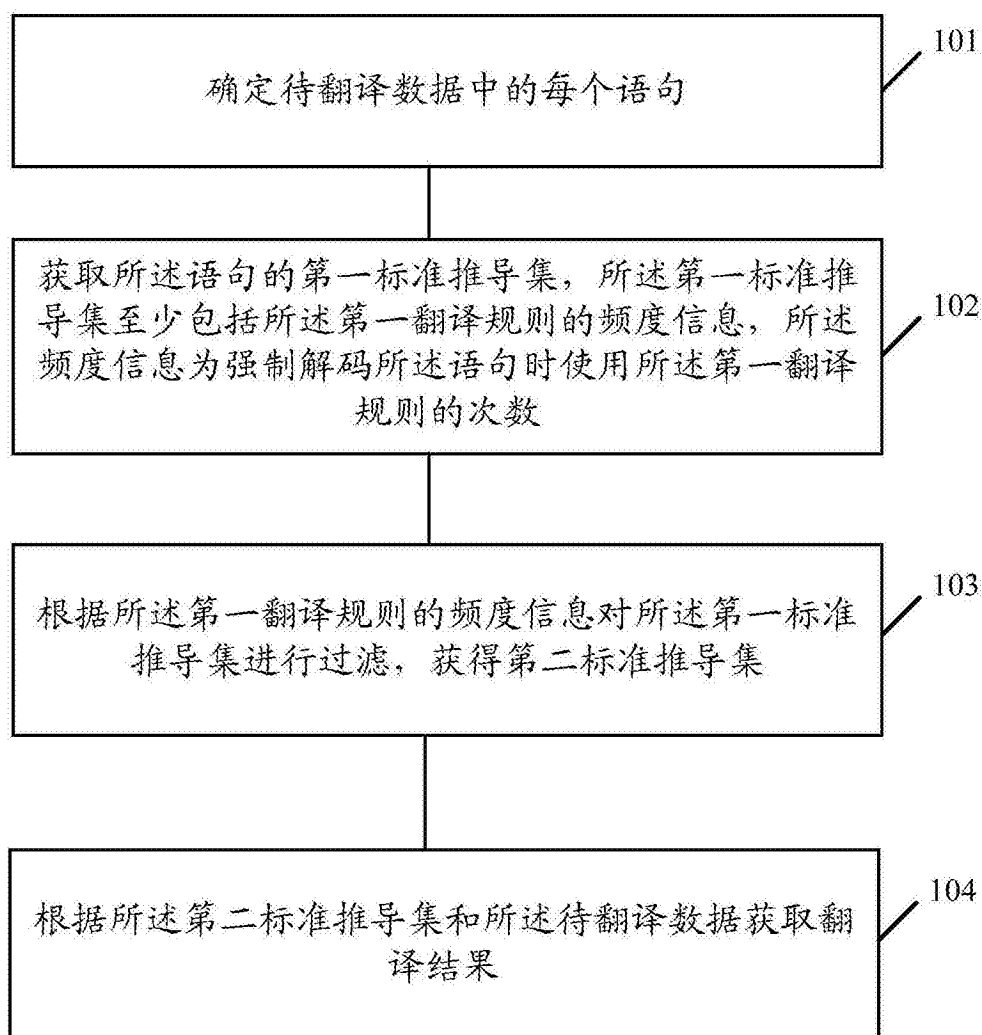 确定待翻译数据中的每个语句
101
获取所述语句的第一标准推导集，所述第一标准推
导集至少包括所述第一翻译规则的频度信息，所述
频度信息为强制解码所述语句时使用所述第一翻译
规则的次数
102
根据所述第一翻译规则的频度信息对所述第一标准
推导集进行过滤，获得第二标准推导集
103
根据所述第二标准推导集和所述待翻译数据获取翻
译结果
104